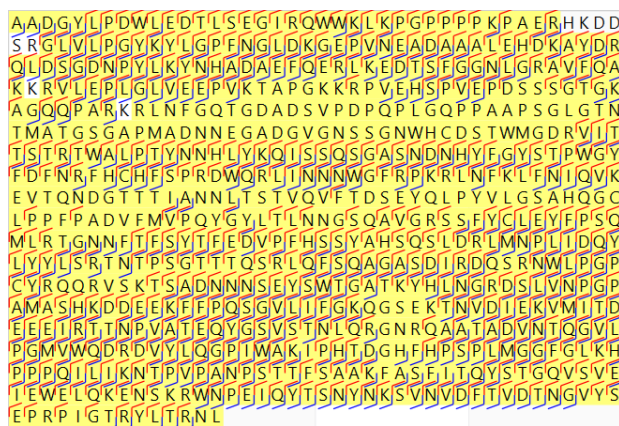 AADGYLPDWLEDTLSEGIRQWWKLKPGPPPPKPAERHKDD
SRGLVLPGYKYLGPFNGLDKGEPVNEADAAALEHDKAYDR
QLDSGDNPYLKYNHADAEFQERLKEDTSFGGNLGRAVFQA
KKRVLEPLGLVEEPVKTAPGKKRPVEHSPVEPDSSSGTGK
AGQQPARKRLNFGQTGDADSVPDPQPLGQPPAAPSGLGTN
TMATGSGAPMADNNEGADGVGNSSGNWHCDSTWMGDRVIT
TSTRTWALPTYNNHLYKQISSQSGASNDNHYFGYSTPWGY
FDFNRFHCHFSPRDWQRLINNNWGFRPKRLNFKLFNIQVK
EVTQNDGTTTIANNLTSTVQVFTDSEYQLPYVLGSAHQGC
LPPFPADVFMVPQYGYLTLNNGSQAVGRSSFYCLEYFPSQ
MLRTGNNFTFSYTFEDVPFHSSYAHSQSLDRLMNPLIDQY
LYYLSRTNTPSGTTTQSRLQFSQAGASDIRDQSRNWLPGP
CYRQQRVSKTSADNNNSEYSWTGATKYHLNGRDSLVNPGP
AMASHKDDEEKFFPQSGVLIFGKQGSEKTNVDIEKVMITD
EEEIRTTNPVATEQYGSVSTNLQRGNRQAATADVNTQGVL
PGMVWQDRDVYLQGPIWAKIPHTDGHFHPSPLMGGFGLKH
PPPQILIKNTPVPANPSTTFSAAKFASFITQYSTGQVSVE
IEWELQKENSKRWNPEIQYTSNYNKSVNVDFTVDTNGVYS
EPRPIGTRYLTRNL